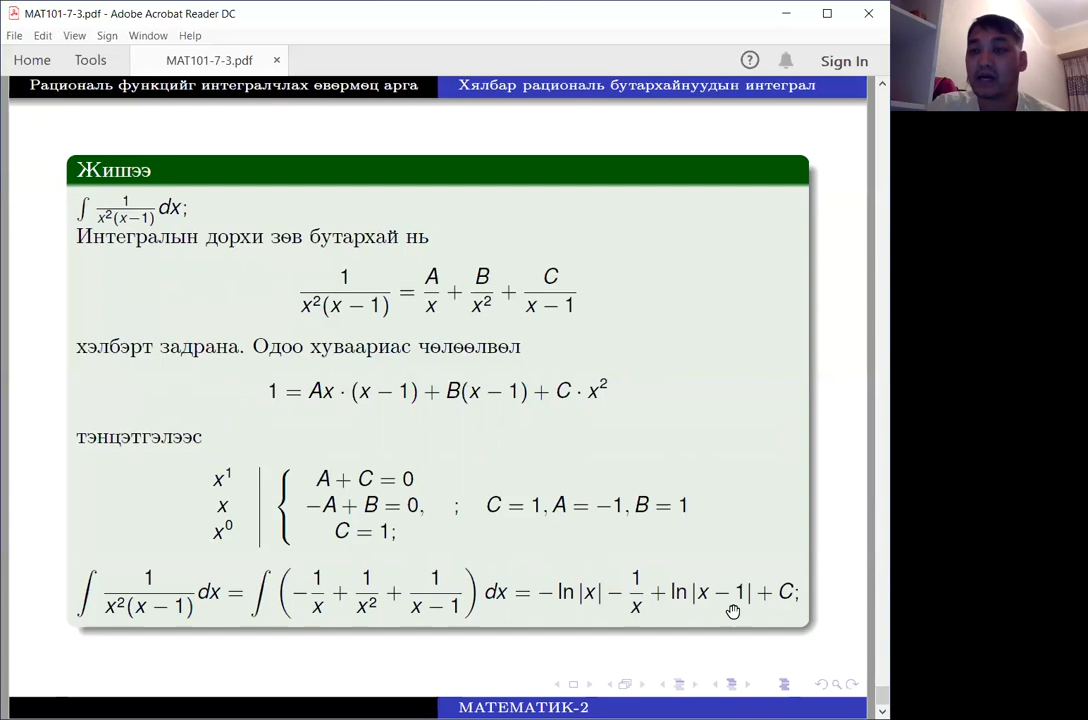 MAT101-7-3.pdf - Adobe Acrobat Reader DC
File Edit View Sign Window Help
Home Tools MAT101-7-3.pdf × Sign In
Рациональ функцийг интегралчлах өвөрмөц арга Хялбар рациональ бутархайнуудын интеграл
Жишээ
∫ 1/(x²(x−1)) dx;
Интегралын дорхи зөв бутархай нь
1/(x²(x − 1)) = A/x + B/x² + C/(x − 1)
хэлбэрт задрана. Одоо хуваариас чөлөөлвөл
1 = Ax · (x − 1) + B(x − 1) + C · x²
тэнцэтгэлээс
x¹ | { A + C = 0
x | { −A + B = 0, ; C = 1, A = −1, B = 1
x⁰ | { C = 1;
∫ 1/(x²(x − 1)) dx = ∫ (−1/x + 1/x² + 1/(x − 1)) dx = − ln |x| − 1/x + ln |x − 1| + C;
МАТЕМАТИК-2